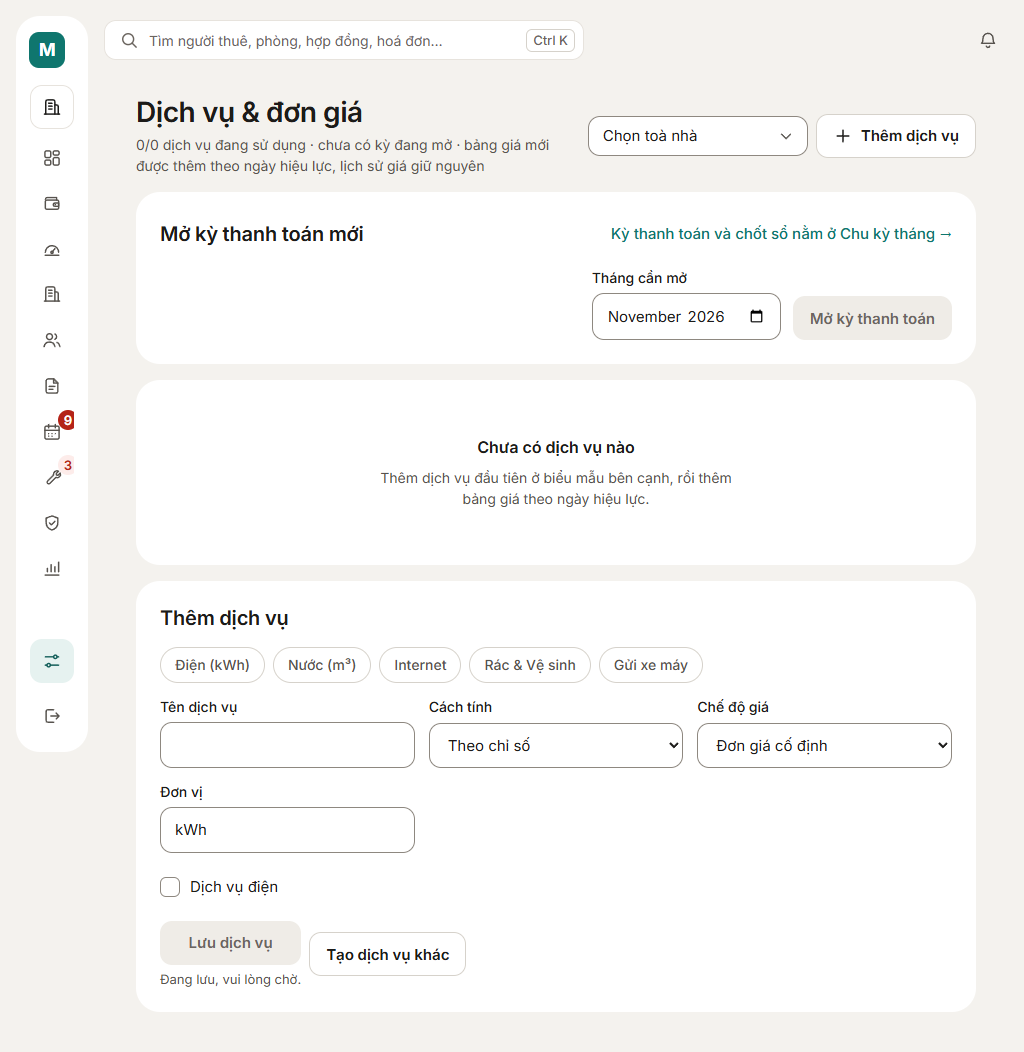 M
Tìm người thuê, phòng, hợp đồng, hoá đơn...
Ctrl K
Dịch vụ & đơn giá
0/0 dịch vụ đang sử dụng · chưa có kỳ đang mở · bảng giá mới
được thêm theo ngày hiệu lực, lịch sử giá giữ nguyên
Chọn toà nhà
Thêm dịch vụ
Mở kỳ thanh toán mới
Kỳ thanh toán và chốt sổ nằm ở Chu kỳ tháng →
Tháng cần mở
November 2026
Mở kỳ thanh toán
9
3
Chưa có dịch vụ nào
Thêm dịch vụ đầu tiên ở biểu mẫu bên cạnh, rồi thêm
bảng giá theo ngày hiệu lực.
Thêm dịch vụ
Điện (kWh)
Nước (m³)
Internet
Rác & Vệ sinh
Gửi xe máy
Tên dịch vụ
Cách tính
Chế độ giá
Theo chỉ số
Đơn giá cố định
Đơn vị
kWh
Dịch vụ điện
Lưu dịch vụ
Tạo dịch vụ khác
Đang lưu, vui lòng chờ.